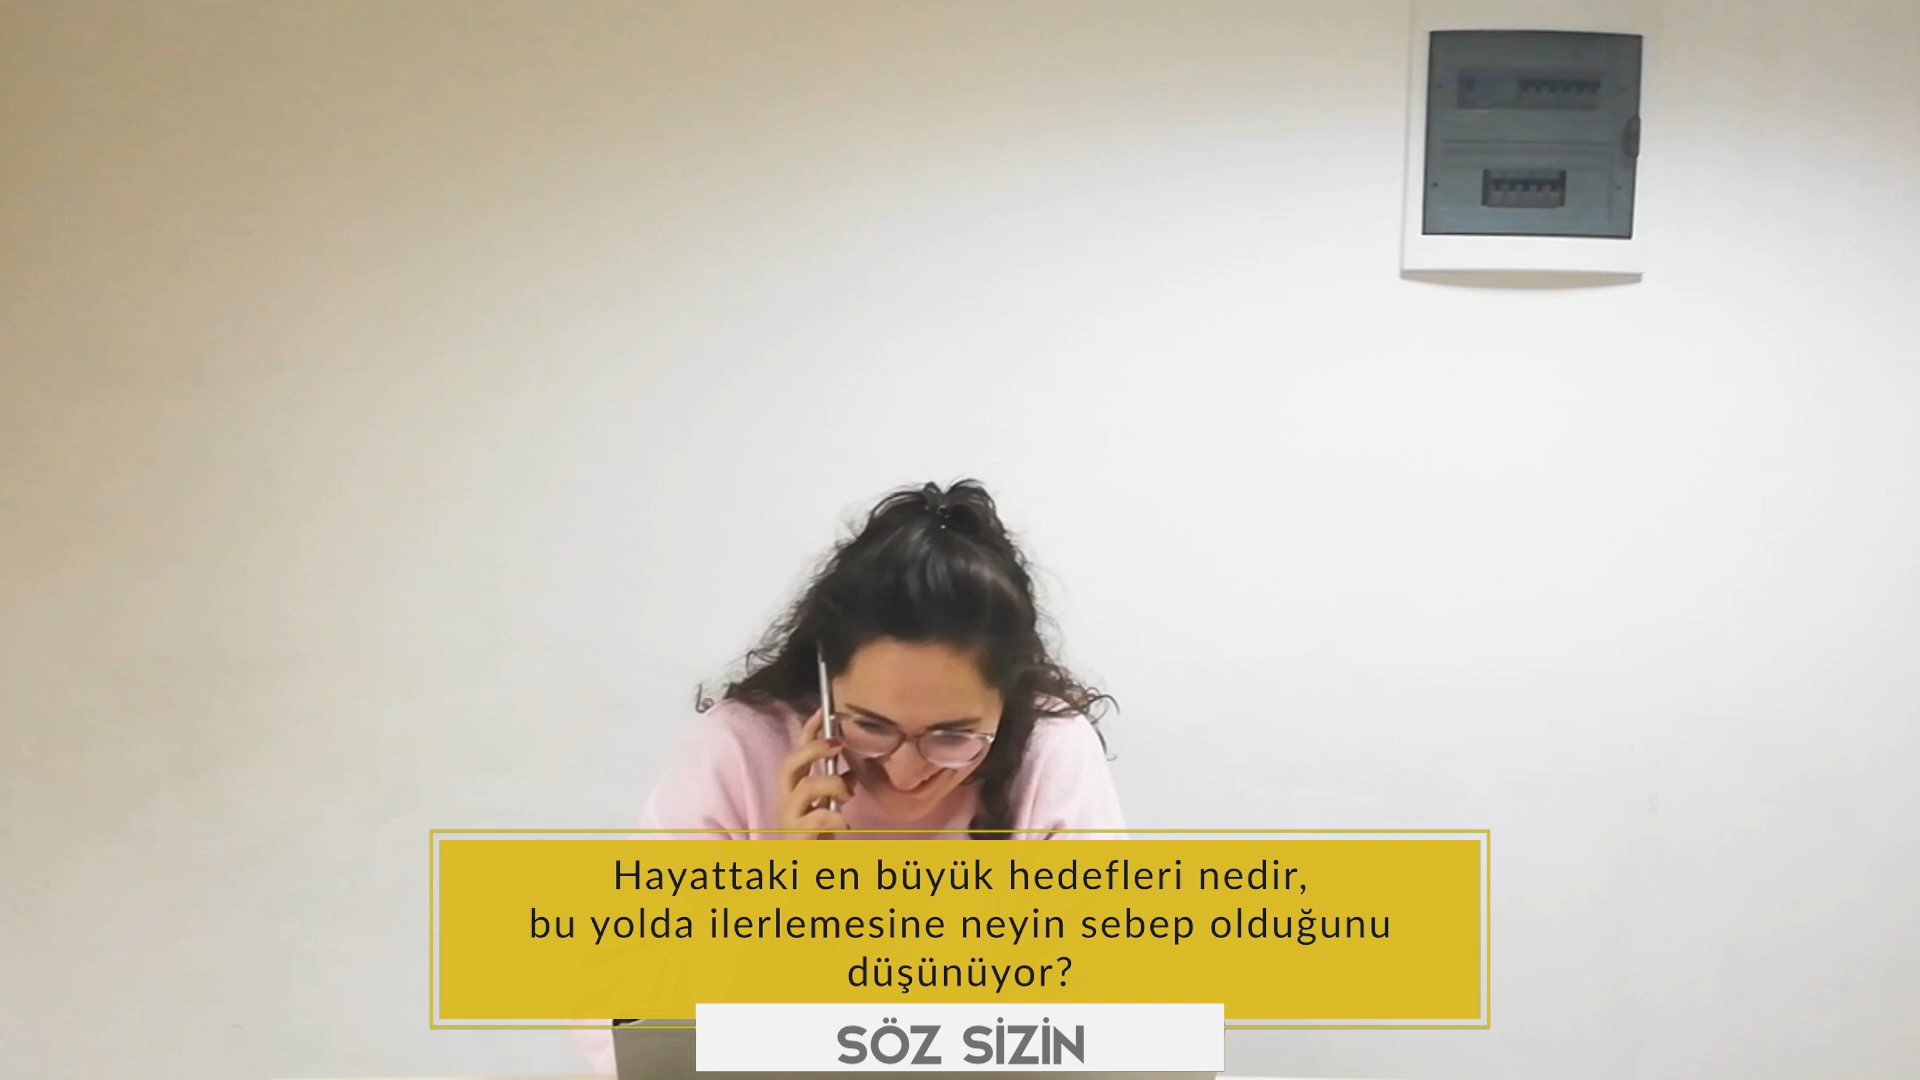 Hayattaki en büyük hedefleri nedir,
bu yolda ilerlemesine neyin sebep olduğunu
düşünüyor?
SÖZ SİZİN